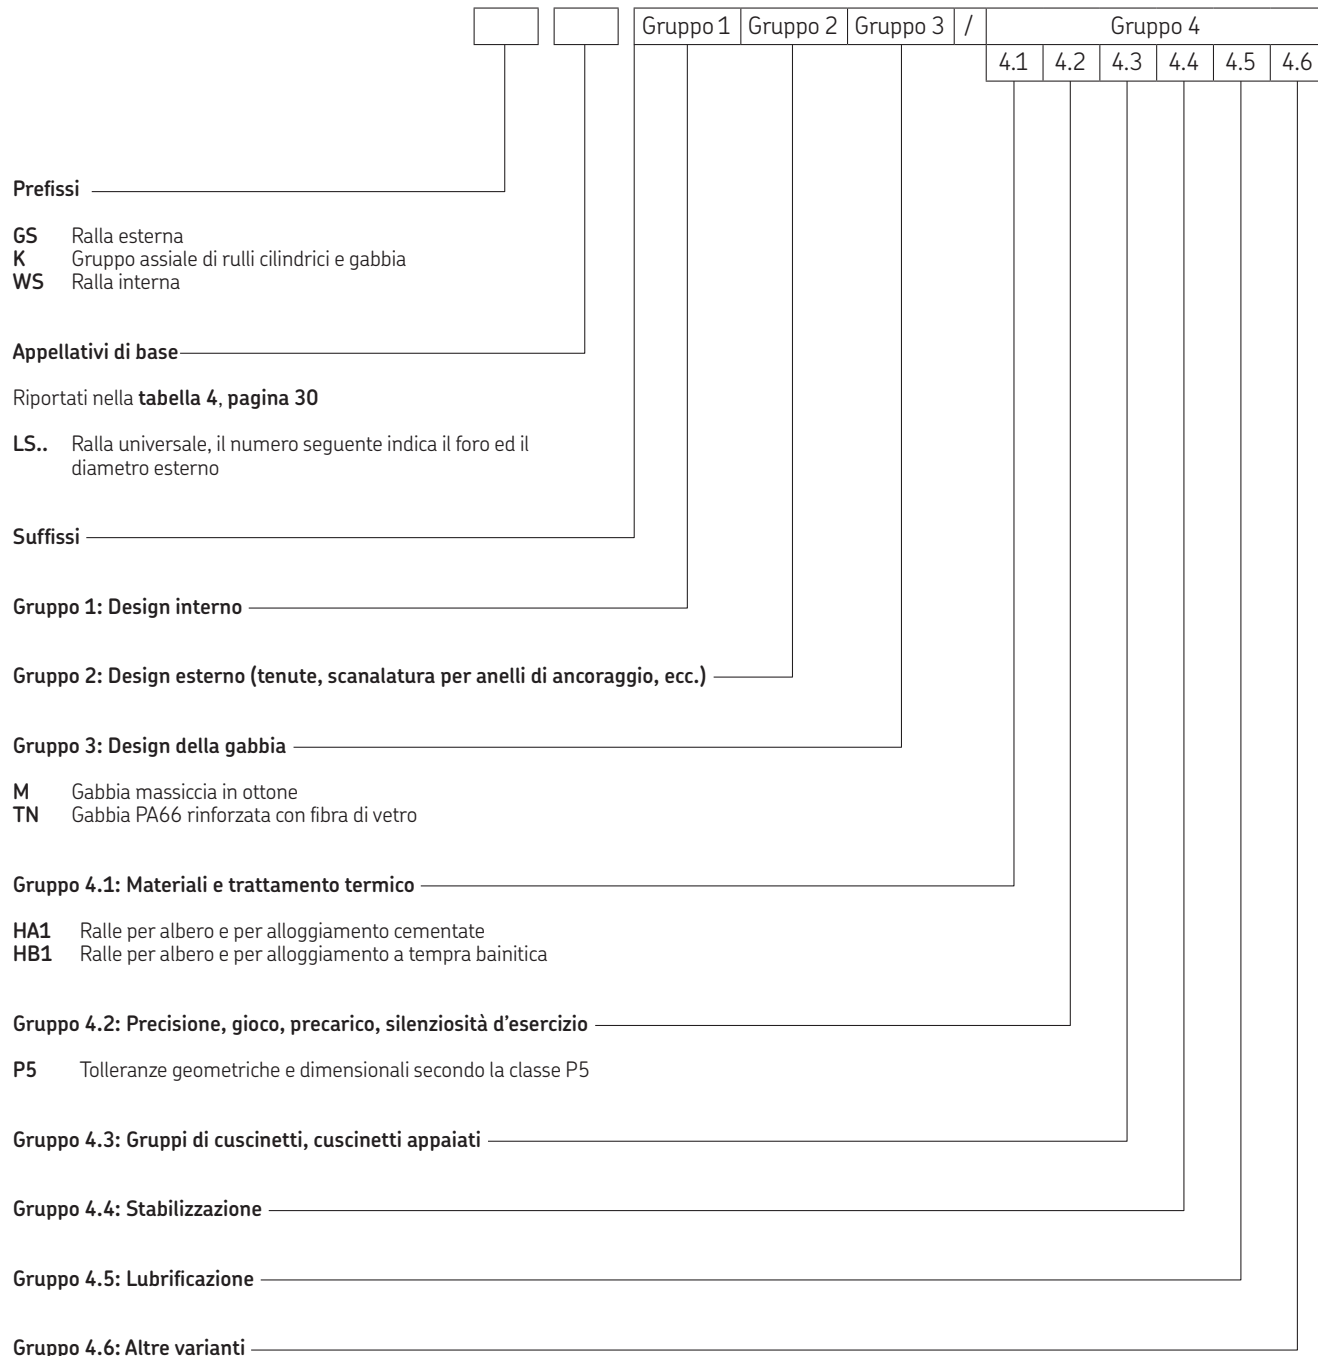 Gruppo 1 Gruppo 2 Gruppo 3 / Gruppo 4
4.1 4.2 4.3 4.4 4.5 4.6
Prefissi
GS Ralla esterna
K Gruppo assiale di rulli cilindrici e gabbia
WS Ralla interna
Appellativi di base
Riportati nella tabella 4, pagina 30
LS.. Ralla universale, il numero seguente indica il foro ed il
diametro esterno
Suffissi
Gruppo 1: Design interno
Gruppo 2: Design esterno (tenute, scanalatura per anelli di ancoraggio, ecc.)
Gruppo 3: Design della gabbia
M Gabbia massiccia in ottone
TN Gabbia PA66 rinforzata con fibra di vetro
Gruppo 4.1: Materiali e trattamento termico
HA1 Ralle per albero e per alloggiamento cementate
HB1 Ralle per albero e per alloggiamento a tempra bainitica
Gruppo 4.2: Precisione, gioco, precarico, silenziosità d'esercizio
P5 Tolleranze geometriche e dimensionali secondo la classe P5
Gruppo 4.3: Gruppi di cuscinetti, cuscinetti appaiati
Gruppo 4.4: Stabilizzazione
Gruppo 4.5: Lubrificazione
Gruppo 4.6: Altre varianti